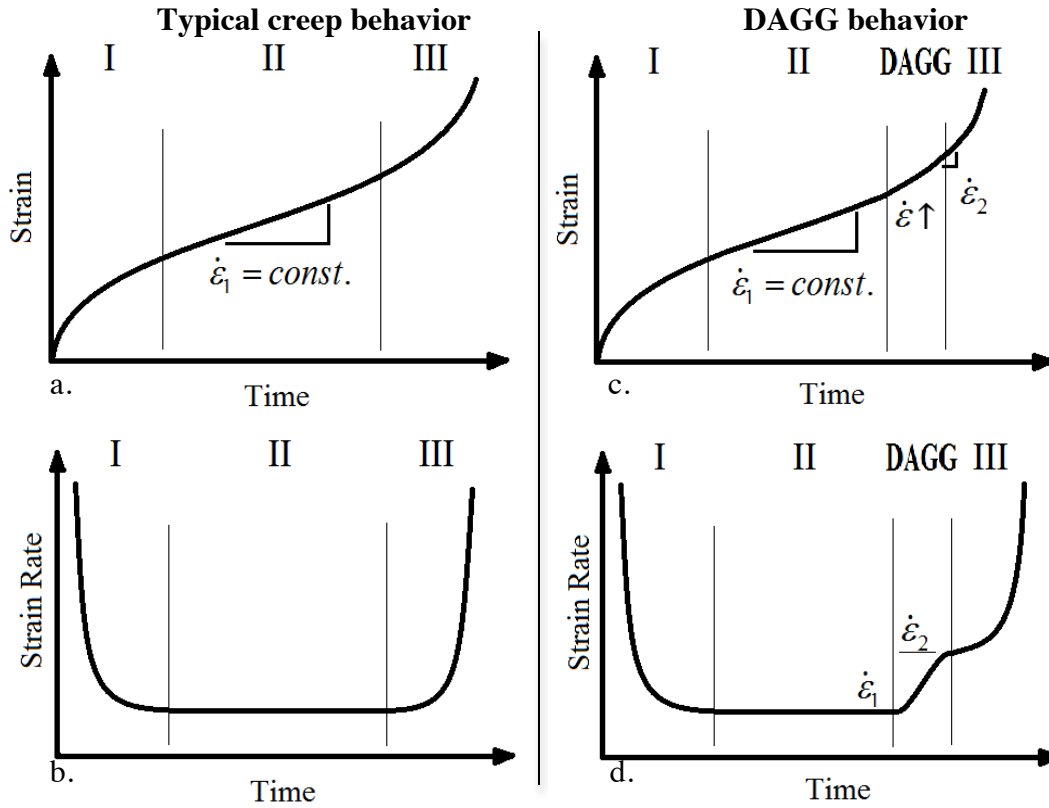 Typical creep behavior
I II III
Strain
ε̇₁ = const.
a.
Time
DAGG behavior
I II DAGG III
Strain
ε̇₂
ε̇↑
ε̇₁ = const.
c.
Time
I II III
Strain Rate
b.
Time
I II DAGG III
Strain Rate
ε̇₂
ε̇₁
d.
Time